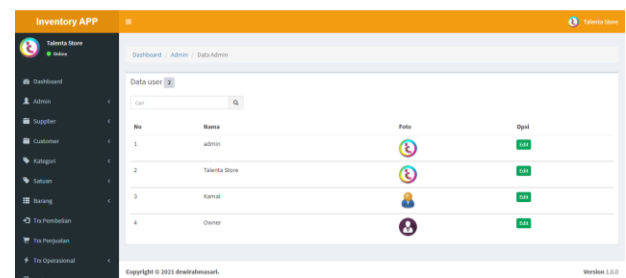 Inventory APP
Talenta Store
Talenta Store
Online
Dashboard / Admin / Data Admin
Dashboard
Admin
Supplier
Customer
Kategori
Satuan
Barang
Trx Pembelian
Trx Penjualan
Trx Operasional
Data user 3
Cari
No Nama Foto Opsi
1 admin Edit
2 Talenta Store Edit
3 Kamal Edit
4 Owner Edit
Copyright © 2021 dewirahmasari. Version 1.0.0